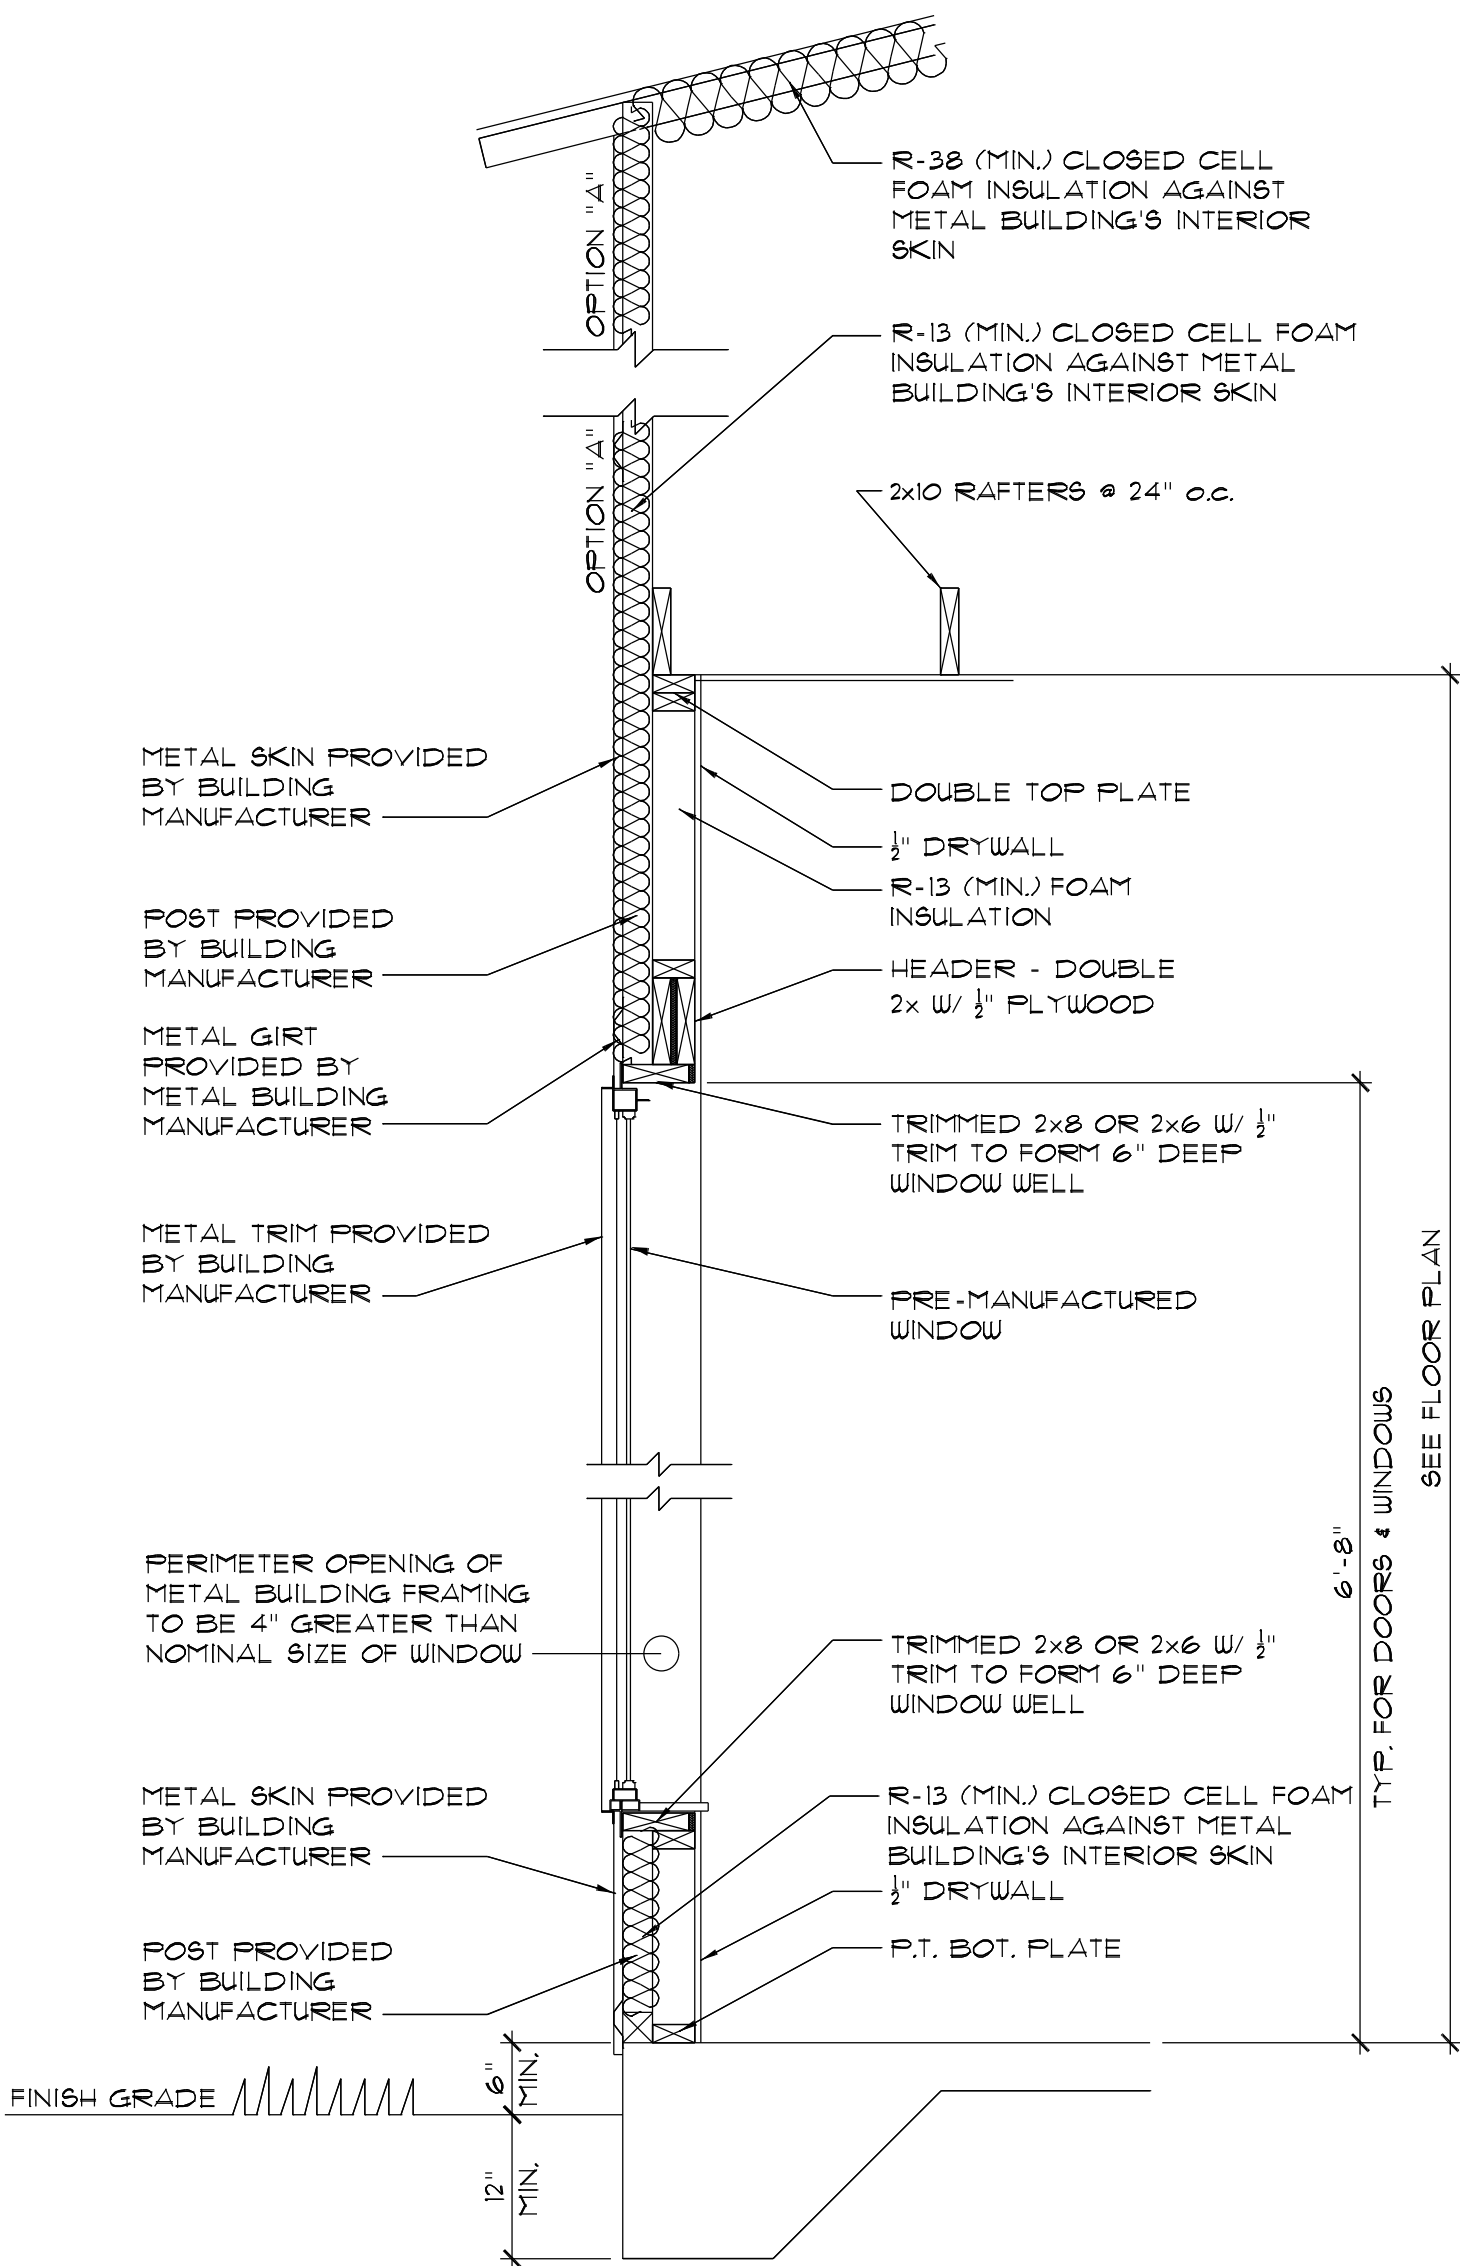 R-38 (MIN.) CLOSED CELL
FOAM INSULATION AGAINST
METAL BUILDING'S INTERIOR
SKIN
OPTION "A"
R-13 (MIN.) CLOSED CELL FOAM
INSULATION AGAINST METAL
BUILDING'S INTERIOR SKIN
OPTION "A"
2x10 RAFTERS @ 24" O.C.
METAL SKIN PROVIDED
BY BUILDING
MANUFACTURER
DOUBLE TOP PLATE
½" DRYWALL
R-13 (MIN.) FOAM
INSULATION
POST PROVIDED
BY BUILDING
MANUFACTURER
HEADER - DOUBLE
2x W/ ½" PLYWOOD
METAL GIRT
PROVIDED BY
METAL BUILDING
MANUFACTURER
TRIMMED 2x8 OR 2x6 W/ ½"
TRIM TO FORM 6" DEEP
WINDOW WELL
METAL TRIM PROVIDED
BY BUILDING
MANUFACTURER
PRE-MANUFACTURED
WINDOW
SEE FLOOR PLAN
6'-8"
TYP. FOR DOORS & WINDOWS
PERIMETER OPENING OF
METAL BUILDING FRAMING
TO BE 4" GREATER THAN
NOMINAL SIZE OF WINDOW
TRIMMED 2x8 OR 2x6 W/ ½"
TRIM TO FORM 6" DEEP
WINDOW WELL
METAL SKIN PROVIDED
BY BUILDING
MANUFACTURER
R-13 (MIN.) CLOSED CELL FOAM
INSULATION AGAINST METAL
BUILDING'S INTERIOR SKIN
½" DRYWALL
POST PROVIDED
BY BUILDING
MANUFACTURER
P.T. BOT. PLATE
6"
MIN.
FINISH GRADE
12"
MIN.